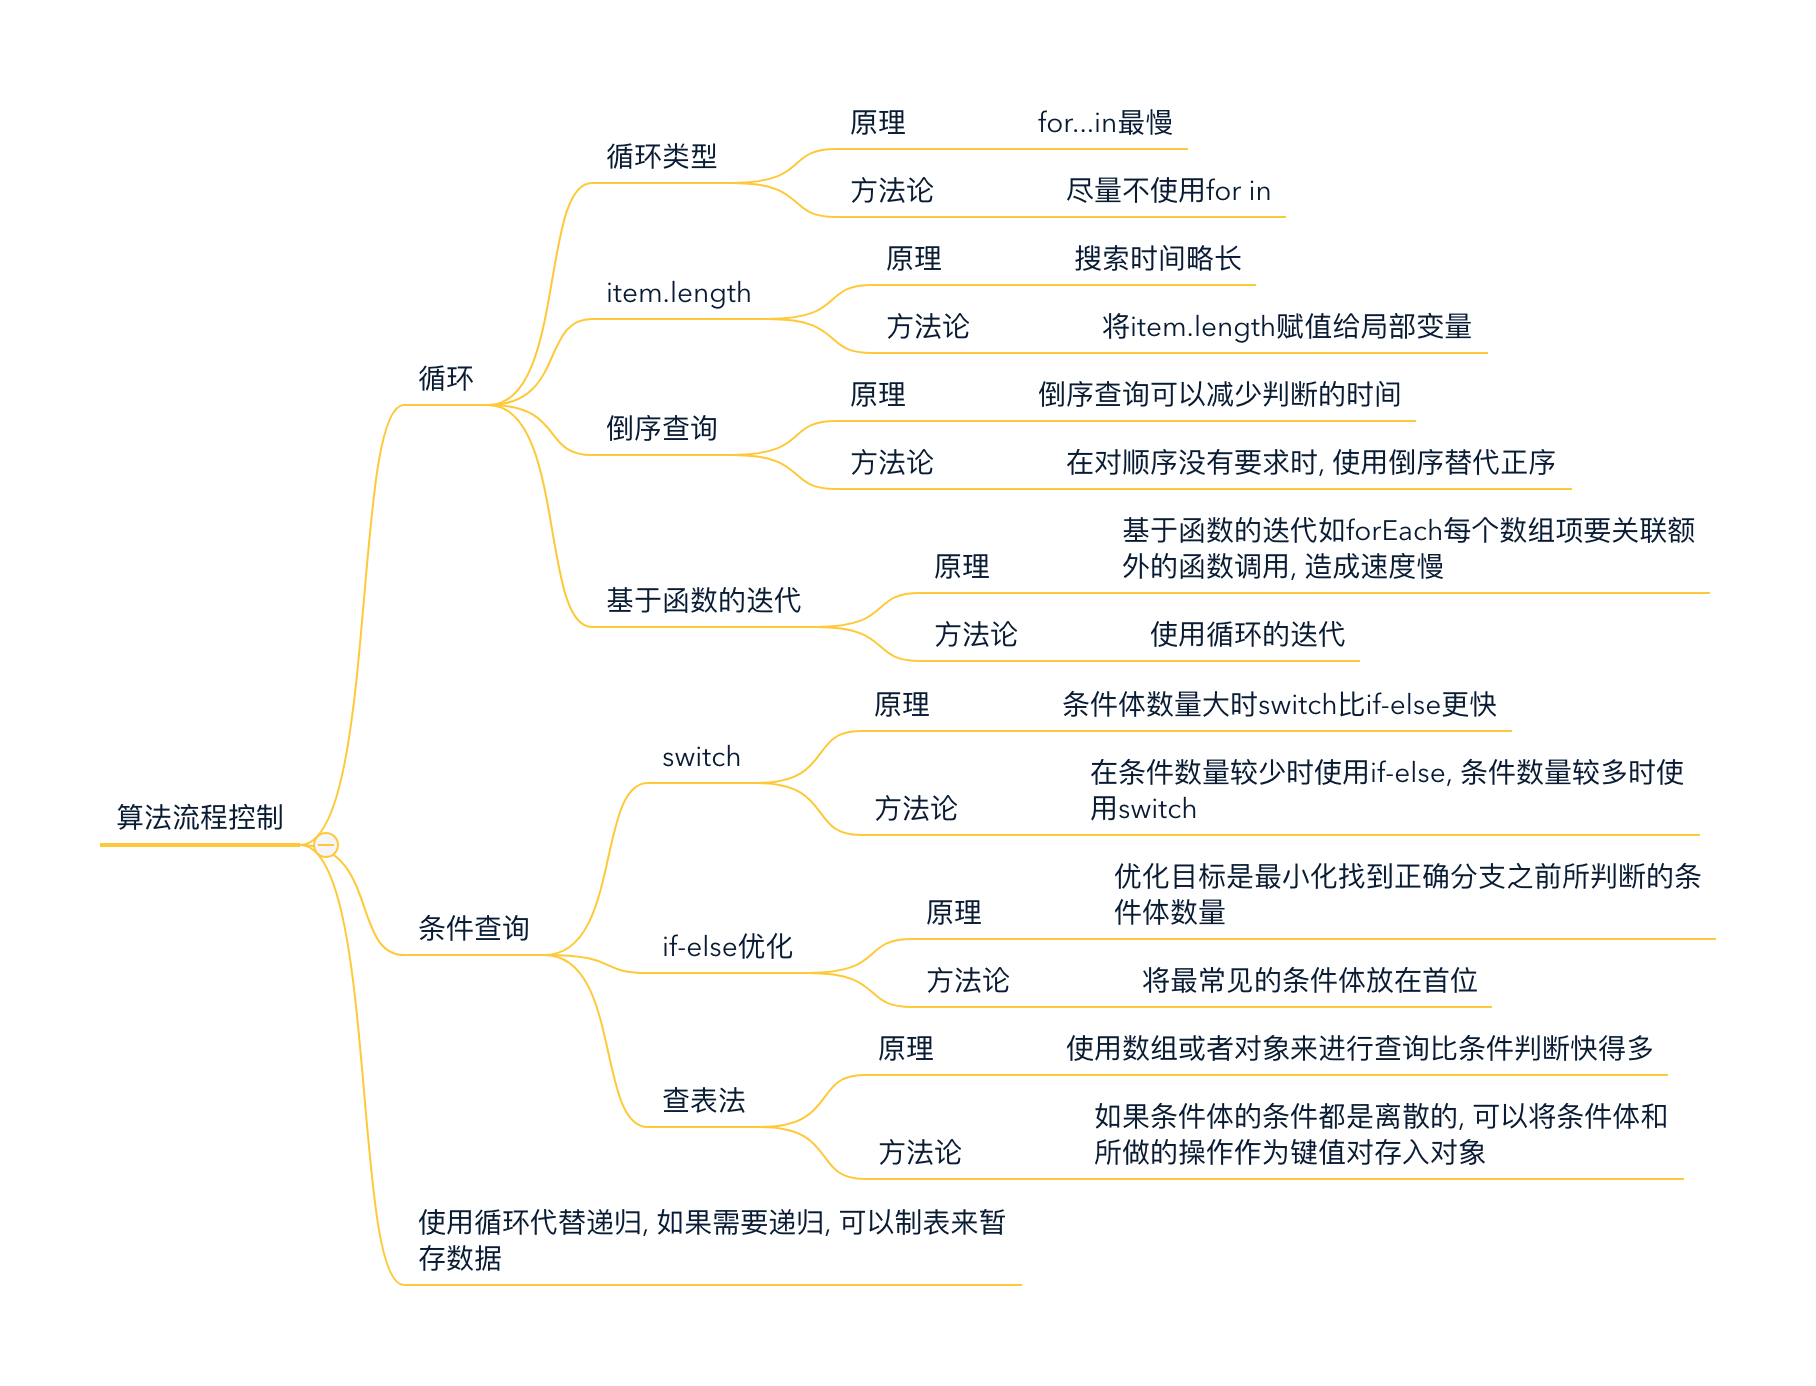 算法流程控制
循环
循环类型
原理
for...in最慢
方法论
尽量不使用for in
item.length
原理
搜索时间略长
方法论
将item.length赋值给局部变量
倒序查询
原理
倒序查询可以减少判断的时间
方法论
在对顺序没有要求时, 使用倒序替代正序
基于函数的迭代
原理
基于函数的迭代如forEach每个数组项要关联额
外的函数调用, 造成速度慢
方法论
使用循环的迭代
条件查询
switch
原理
条件体数量大时switch比if-else更快
方法论
在条件数量较少时使用if-else, 条件数量较多时使
用switch
if-else优化
原理
优化目标是最小化找到正确分支之前所判断的条
件体数量
方法论
将最常见的条件体放在首位
查表法
原理
使用数组或者对象来进行查询比条件判断快得多
方法论
如果条件体的条件都是离散的, 可以将条件体和
所做的操作作为键值对存入对象
使用循环代替递归, 如果需要递归, 可以制表来暂
存数据